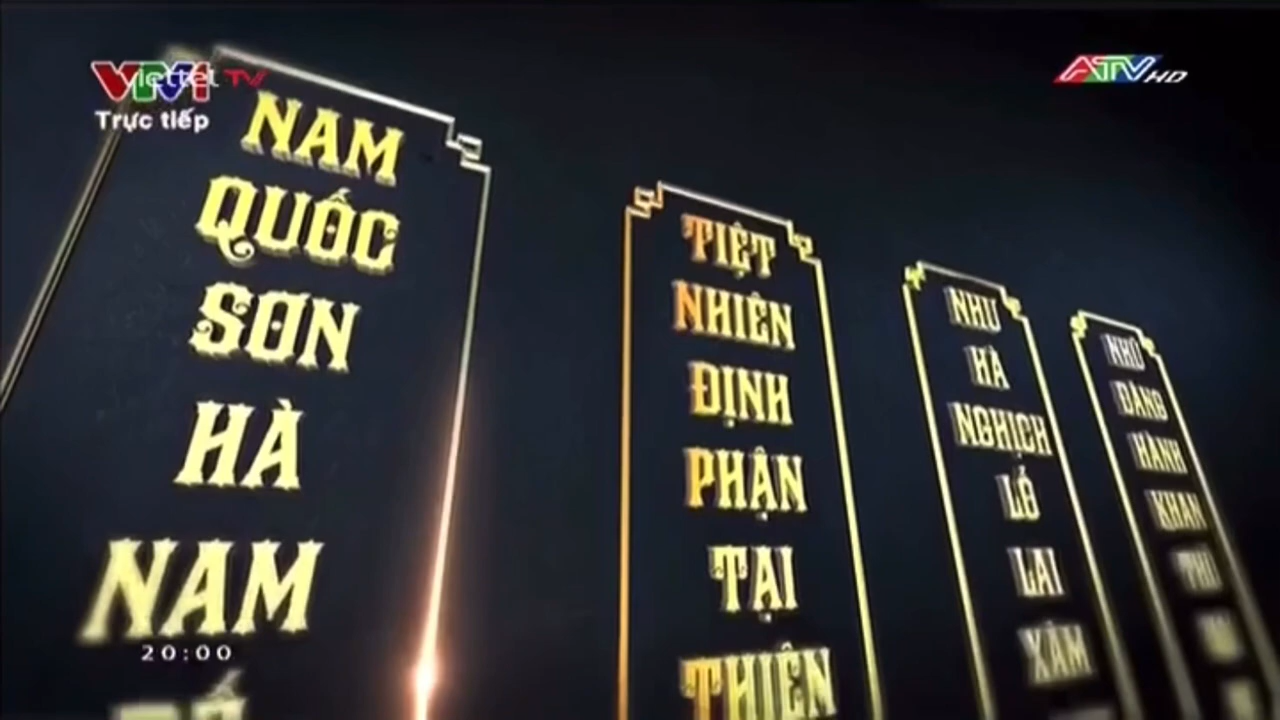 VTV1
viettel TV
Trực tiếp
ATV HD
NAM
QUỐC
SƠN
HÀ
NAM
TIỆT
NHIÊN
ĐỊNH
PHẬN
TẠI
THIÊN
NHƯ
HÀ
NGHỊCH
LỖ
LAI
XÂM
NHỮ
ĐẲNG
HÀNH
KHAN
THỦ
20:00